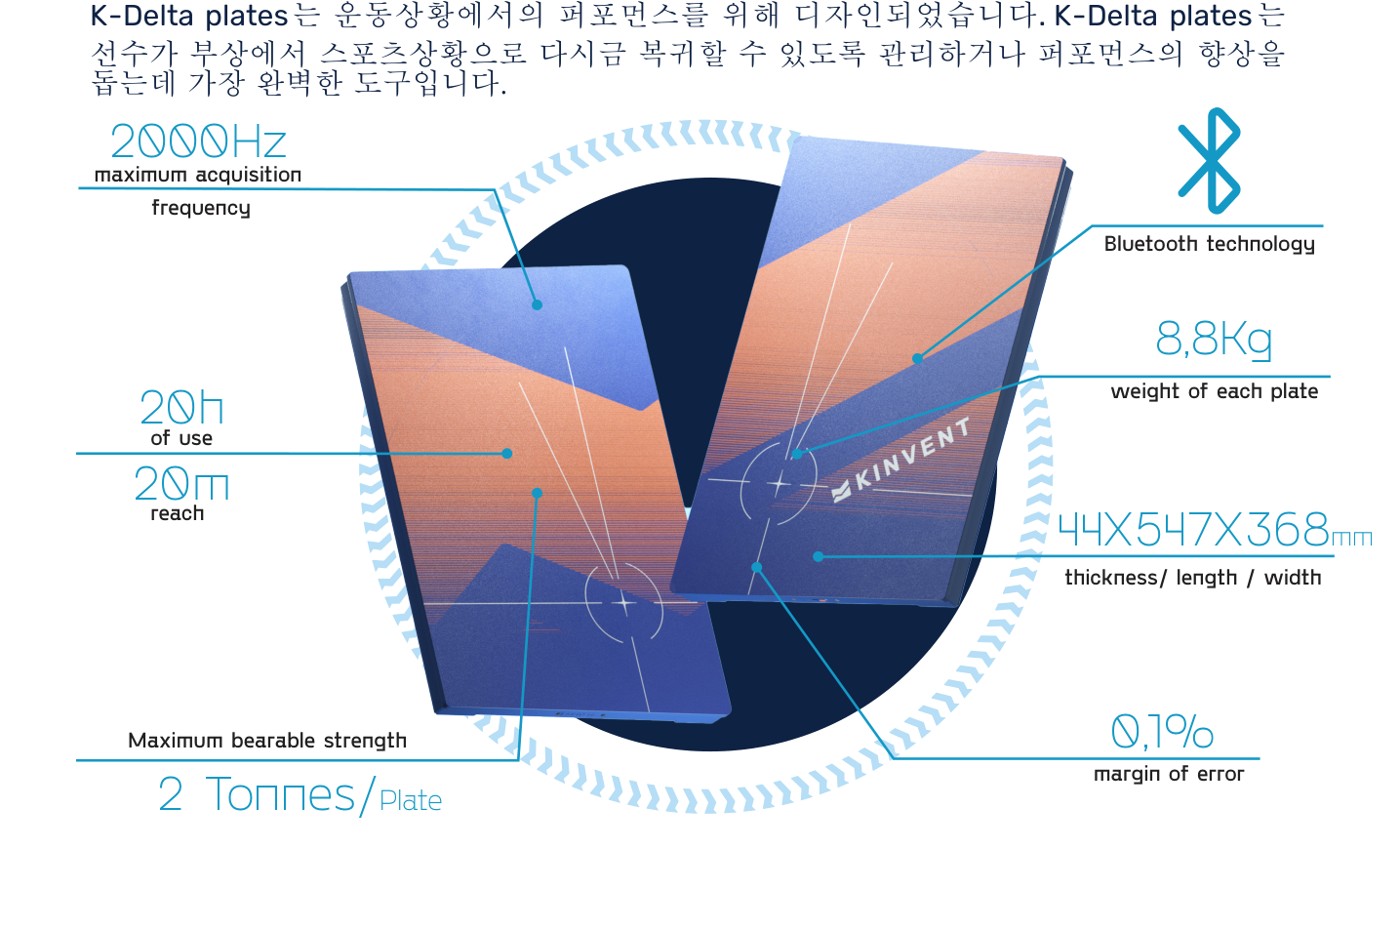 K-Delta plates는 운동상황에서의 퍼포먼스를 위해 디자인되었습니다. K-Delta plates는
선수가 부상에서 스포츠상황으로 다시금 복귀할 수 있도록 관리하거나 퍼포먼스의 향상을
돕는데 가장 완벽한 도구입니다.
2000Hz
maximum acquisition
frequency
Bluetooth technology
8,8Kg
weight of each plate
20h
of use
20m
reach
KINVENT
44X547X368mm
thickness/ length / width
Maximum bearable strength
2 Tonnes/Plate
0,1%
margin of error